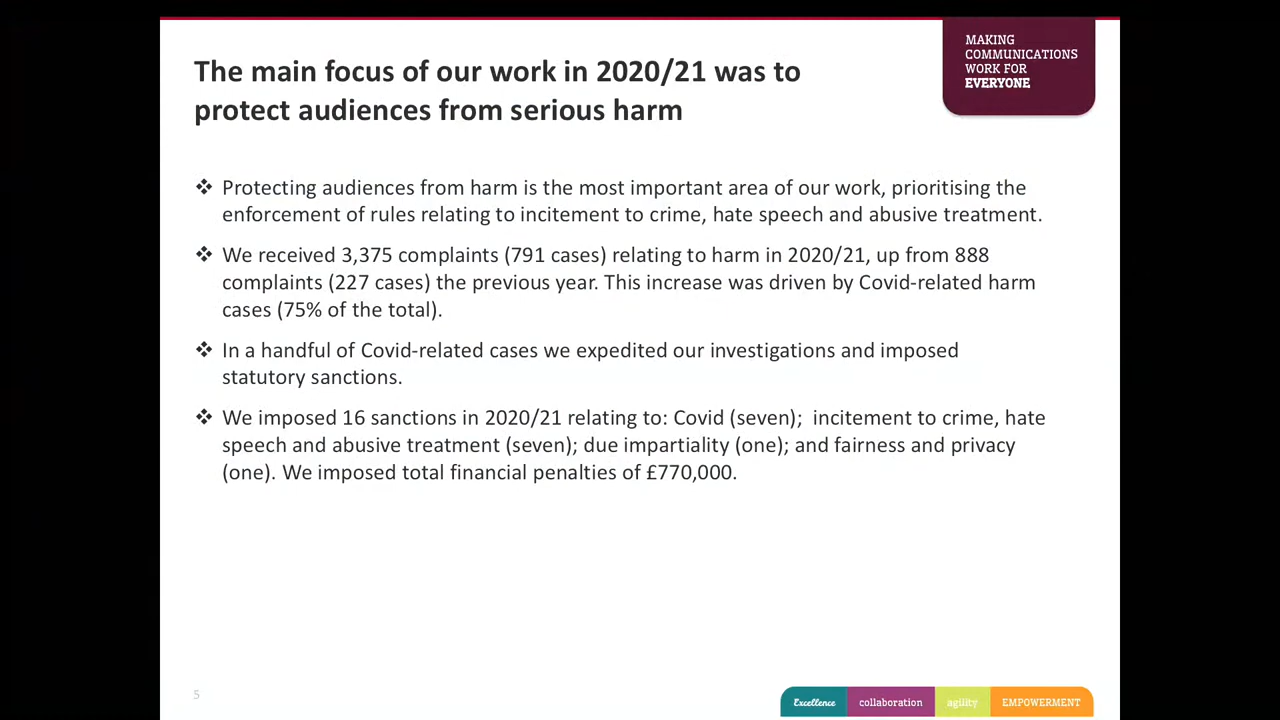 MAKING
COMMUNICATIONS
WORK FOR
EVERYONE
The main focus of our work in 2020/21 was to
protect audiences from serious harm
❖ Protecting audiences from harm is the most important area of our work, prioritising the
enforcement of rules relating to incitement to crime, hate speech and abusive treatment.
❖ We received 3,375 complaints (791 cases) relating to harm in 2020/21, up from 888
complaints (227 cases) the previous year. This increase was driven by Covid-related harm
cases (75% of the total).
❖ In a handful of Covid-related cases we expedited our investigations and imposed
statutory sanctions.
❖ We imposed 16 sanctions in 2020/21 relating to: Covid (seven);  incitement to crime, hate
speech and abusive treatment (seven); due impartiality (one); and fairness and privacy
(one). We imposed total financial penalties of £770,000.
5
Excellence collaboration agility EMPOWERMENT